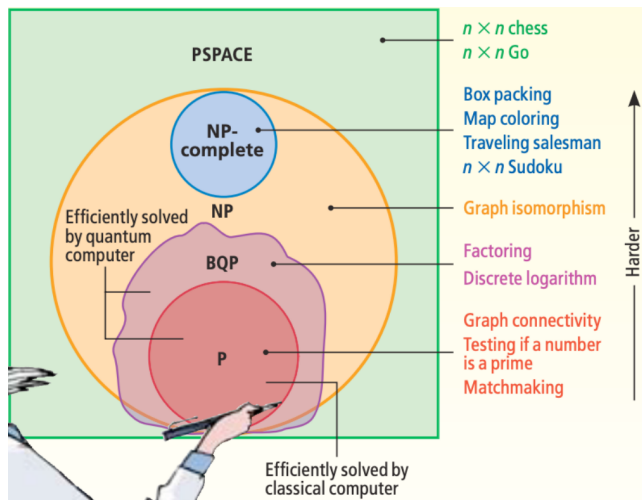 PSPACE
n × n chess
n × n Go
NP-
complete
Box packing
Map coloring
Traveling salesman
n × n Sudoku
NP
Graph isomorphism
Efficiently solved
by quantum
computer
BQP
Factoring
Discrete logarithm
P
Graph connectivity
Testing if a number
is a prime
Matchmaking
Harder
Efficiently solved by
classical computer